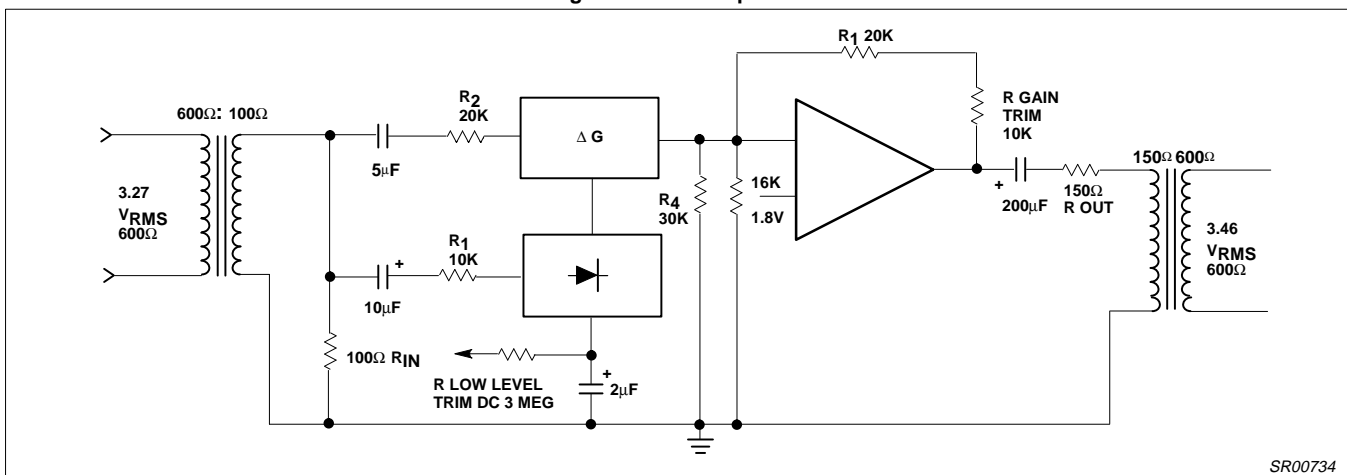 600Ω: 100Ω
3.27
VRMS
600Ω
5µF
R2
20K
ΔG
R1 20K
R GAIN
TRIM
10K
10µF
+
R1
10K
100Ω RIN
R LOW LEVEL
TRIM DC 3 MEG
+
2µF
R4
30K
16K
1.8V
+
200µF
150Ω
R OUT
150Ω 600Ω
3.46
VRMS
600Ω
SR00734